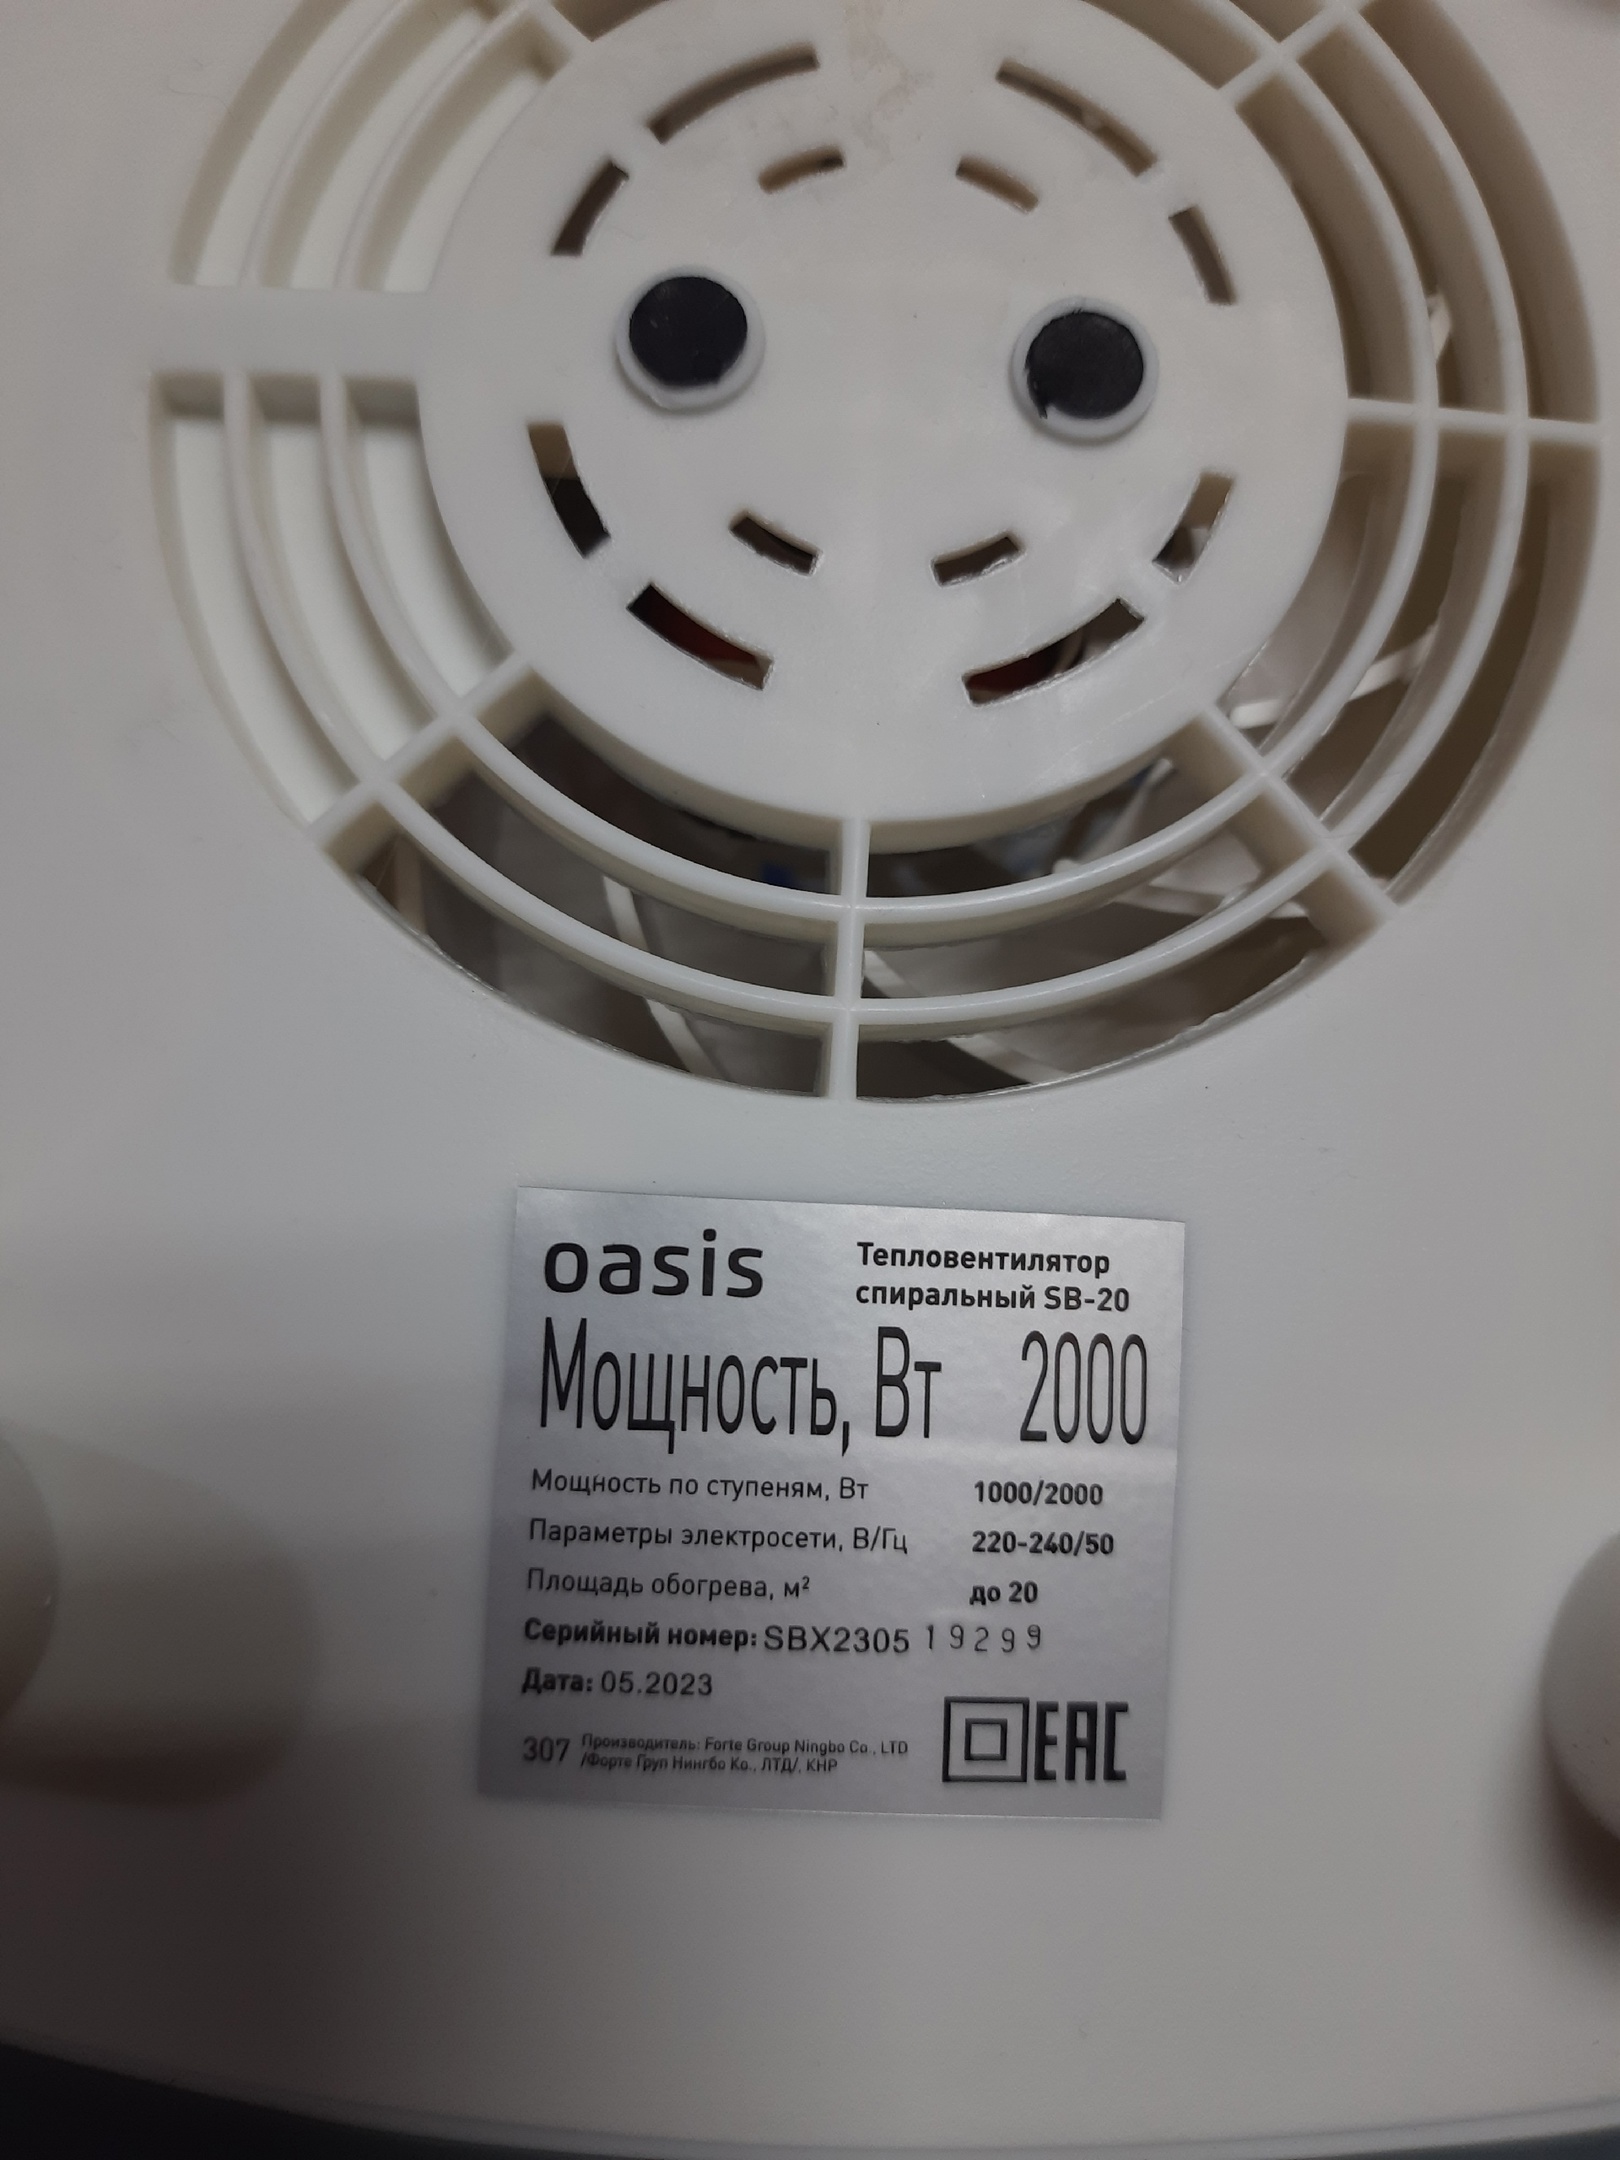 oasis
Тепловентилятор
спиральный SB-20
Мощность, Вт 2000
Мощность по ступеням, Вт 1000/2000
Параметры электросети, В/Гц 220-240/50
Площадь обогрева, м² до 20
Серийный номер: SBX2305 19299
Дата: 05.2023
307 Производитель: Forte Group Ningbo Co., LTD
/Форте Груп Нингбо Ко., ЛТД/, КНР
EAC